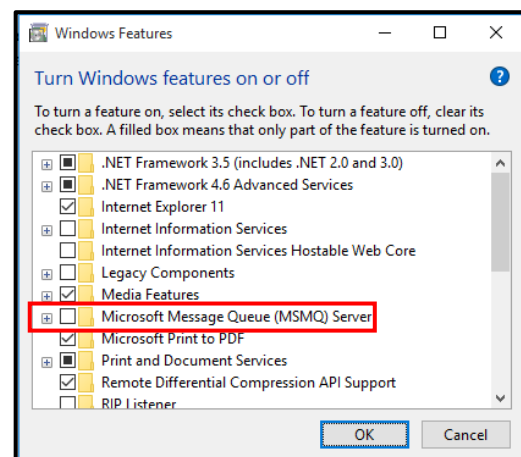 Windows Features
Turn Windows features on or off
To turn a feature on, select its check box. To turn a feature off, clear its
check box. A filled box means that only part of the feature is turned on.
.NET Framework 3.5 (includes .NET 2.0 and 3.0)
.NET Framework 4.6 Advanced Services
Internet Explorer 11
Internet Information Services
Internet Information Services Hostable Web Core
Legacy Components
Media Features
Microsoft Message Queue (MSMQ) Server
Microsoft Print to PDF
Print and Document Services
Remote Differential Compression API Support
RIP Listener
OK
Cancel